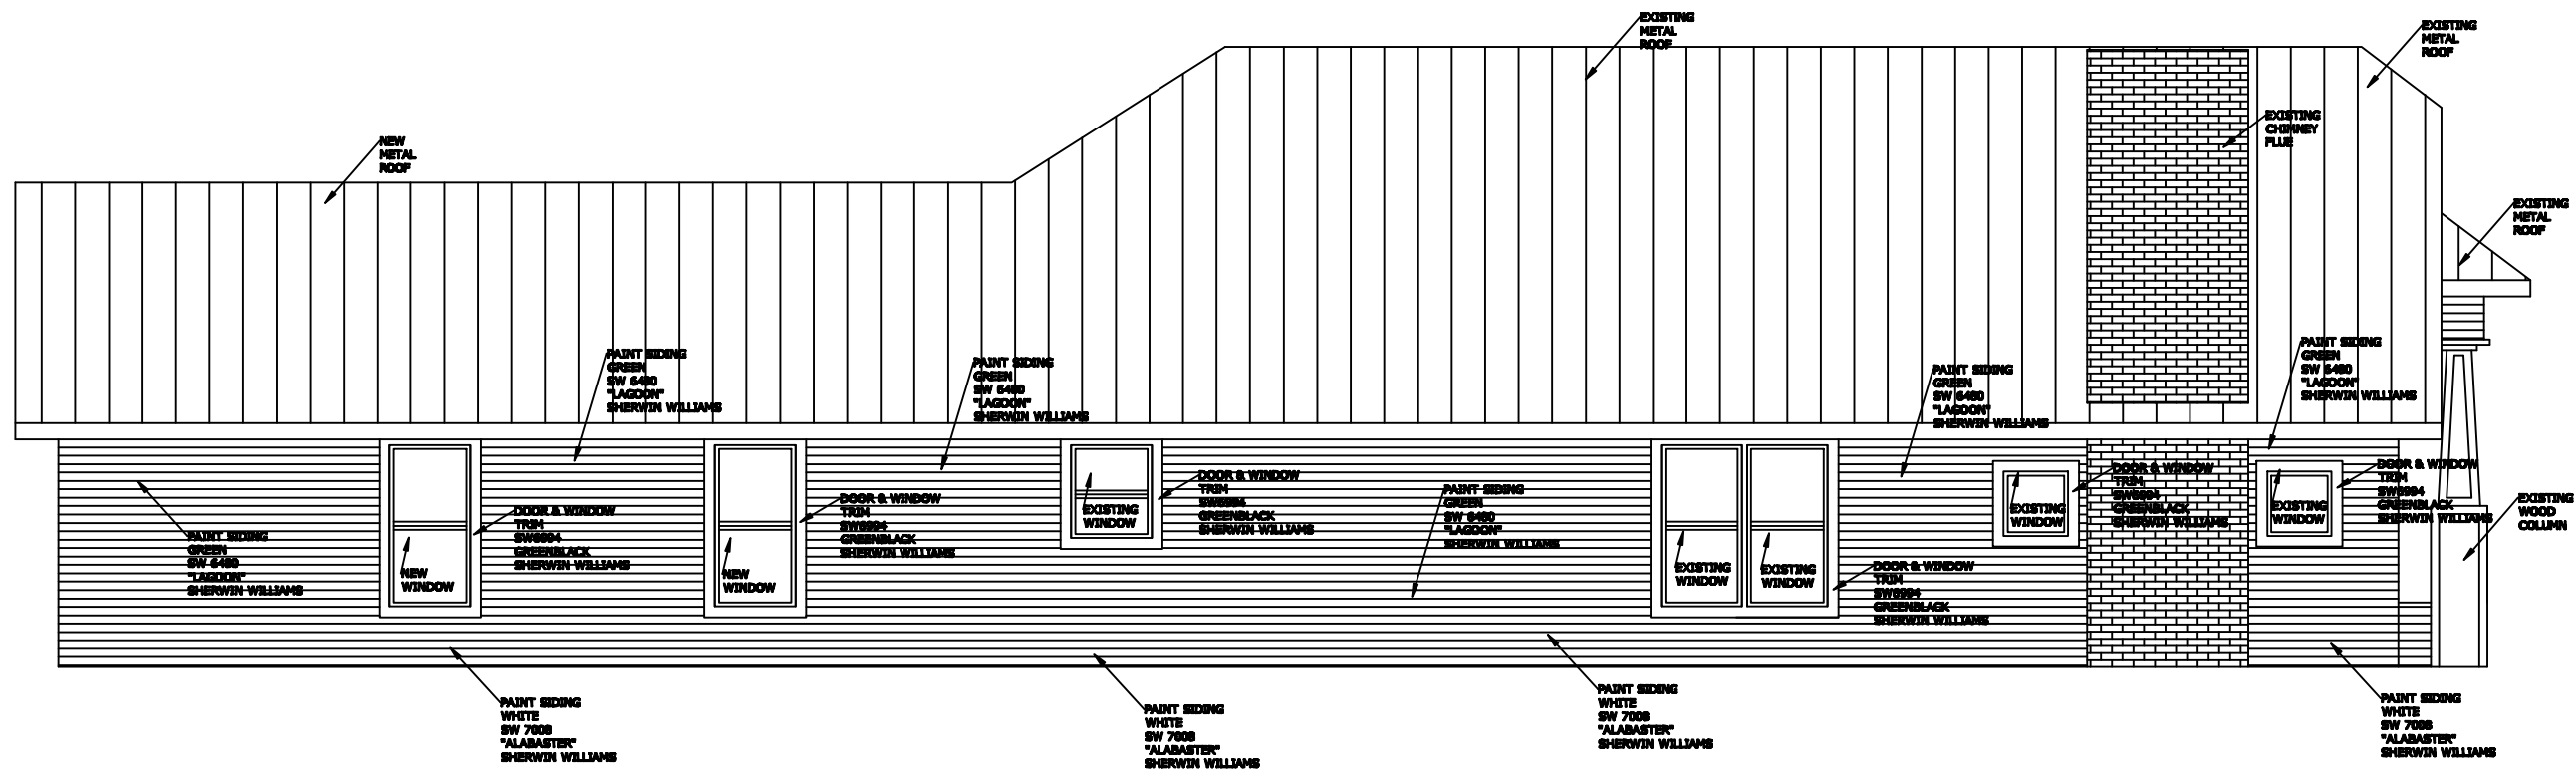 EXISTING
METAL
ROOF
EXISTING
METAL
ROOF
EXISTING
CHIMNEY
FLUE
NEW
METAL
ROOF
EXISTING
METAL
ROOF
PAINT SIDING
GREEN
SW 6480
"LAGOON"
SHERWIN WILLIAMS
PAINT SIDING
GREEN
SW 6480
"LAGOON"
SHERWIN WILLIAMS
PAINT SIDING
GREEN
SW 6480
"LAGOON"
SHERWIN WILLIAMS
PAINT SIDING
GREEN
SW 6480
"LAGOON"
SHERWIN WILLIAMS
PAINT SIDING
GREEN
SW 6480
"LAGOON"
SHERWIN WILLIAMS
NEW
WINDOW
DOOR & WINDOW
TRIM
SW6994
GREENBLACK
SHERWIN WILLIAMS
NEW
WINDOW
DOOR & WINDOW
TRIM
SW6994
GREENBLACK
SHERWIN WILLIAMS
EXISTING
WINDOW
DOOR & WINDOW
TRIM
SW6994
GREENBLACK
SHERWIN WILLIAMS
PAINT SIDING
GREEN
SW 6480
"LAGOON"
SHERWIN WILLIAMS
EXISTING
WINDOW
EXISTING
WINDOW
DOOR & WINDOW
TRIM
SW6994
GREENBLACK
SHERWIN WILLIAMS
EXISTING
WINDOW
DOOR & WINDOW
TRIM
SW6994
GREENBLACK
SHERWIN WILLIAMS
EXISTING
WINDOW
DOOR & WINDOW
TRIM
SW6994
GREENBLACK
SHERWIN WILLIAMS
EXISTING
WOOD
COLUMN
PAINT SIDING
WHITE
SW 7008
"ALABASTER"
SHERWIN WILLIAMS
PAINT SIDING
WHITE
SW 7008
"ALABASTER"
SHERWIN WILLIAMS
PAINT SIDING
WHITE
SW 7008
"ALABASTER"
SHERWIN WILLIAMS
PAINT SIDING
WHITE
SW 7008
"ALABASTER"
SHERWIN WILLIAMS